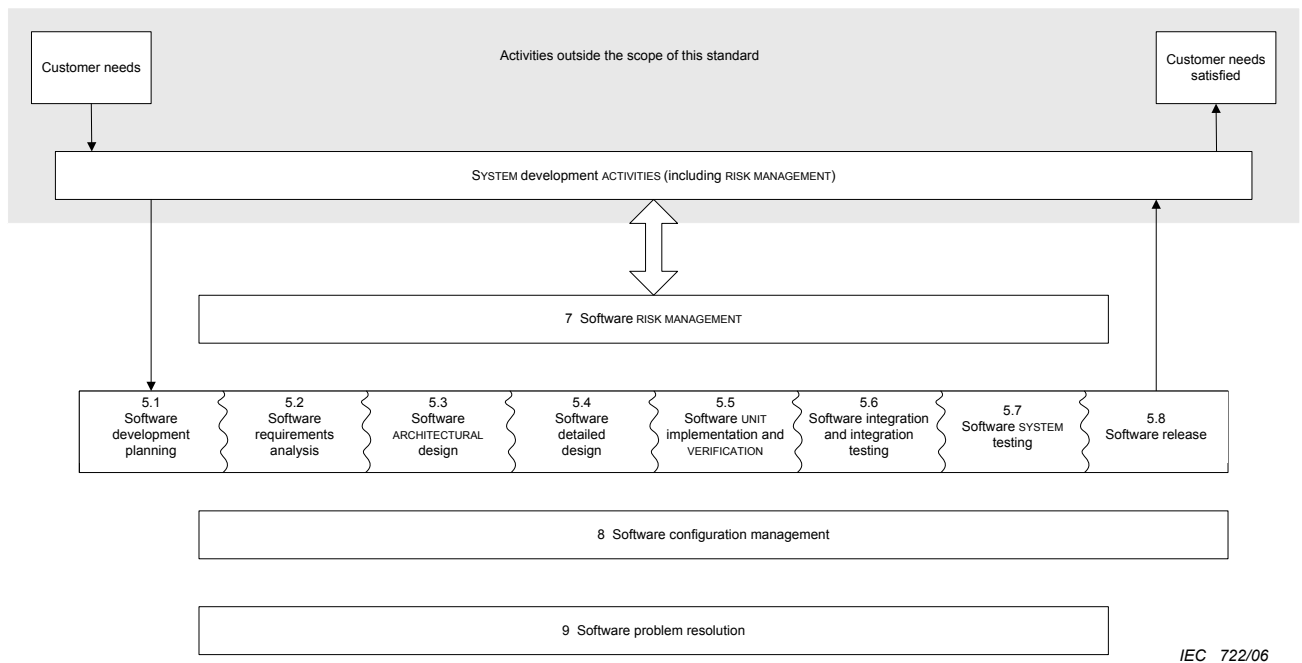 Activities outside the scope of this standard
Customer needs
Customer needs
satisfied
SYSTEM development ACTIVITIES (including RISK MANAGEMENT)
7 Software RISK MANAGEMENT
5.1
Software
development
planning
5.2
Software
requirements
analysis
5.3
Software
ARCHITECTURAL
design
5.4
Software
detailed
design
5.5
Software UNIT
implementation and
VERIFICATION
5.6
Software integration
and integration
testing
5.7
Software SYSTEM
testing
5.8
Software release
8 Software configuration management
9 Software problem resolution
IEC 722/06